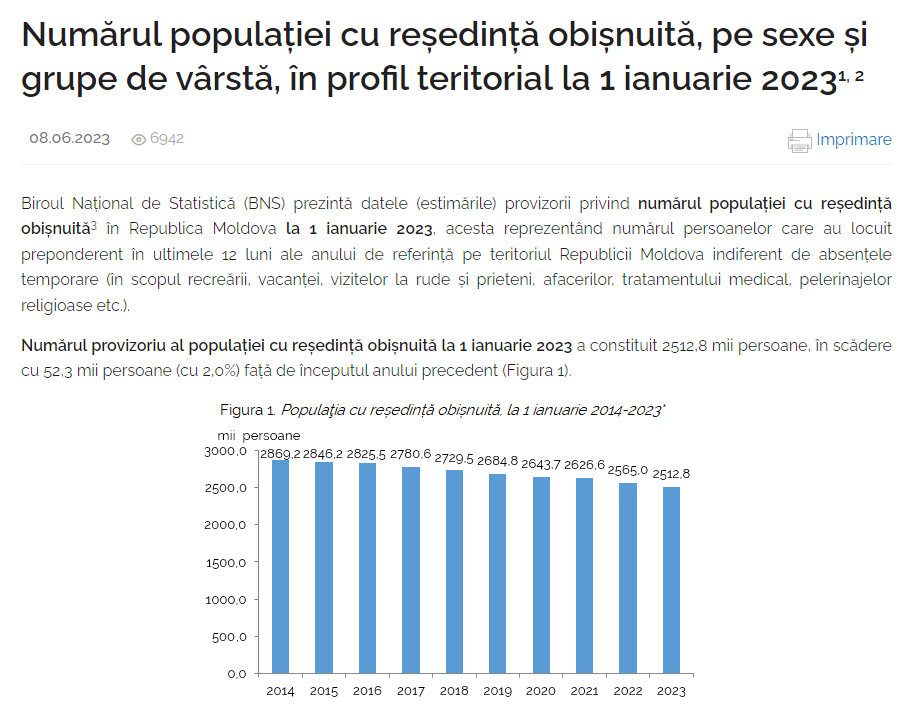 Numărul populației cu reședință obișnuită, pe sexe și
grupe de vârstă, în profil teritorial la 1 ianuarie 2023¹, ²
08.06.2023 6942 Imprimare
Biroul Național de Statistică (BNS) prezintă datele (estimările) provizorii privind numărul populației cu reședință
obișnuită³ în Republica Moldova la 1 ianuarie 2023, acesta reprezentând numărul persoanelor care au locuit
preponderent în ultimele 12 luni ale anului de referință pe teritoriul Republicii Moldova indiferent de absențele
temporare (în scopul recreării, vacanței, vizitelor la rude și prieteni, afacerilor, tratamentului medical, pelerinajelor
religioase etc.).
Numărul provizoriu al populației cu reședință obișnuită la 1 ianuarie 2023 a constituit 2512,8 mii persoane, în scădere
cu 52,3 mii persoane (cu 2,0%) față de începutul anului precedent (Figura 1).
Figura 1. Populaţia cu reședință obișnuită, la 1 ianuarie 2014-2023*
mii persoane
3000,0
2869,2 2846,2 2825,5 2780,6 2729,5 2684,8 2643,7 2626,6 2565,0 2512,8
2500,0
2000,0
1500,0
1000,0
500,0
0,0
2014 2015 2016 2017 2018 2019 2020 2021 2022 2023